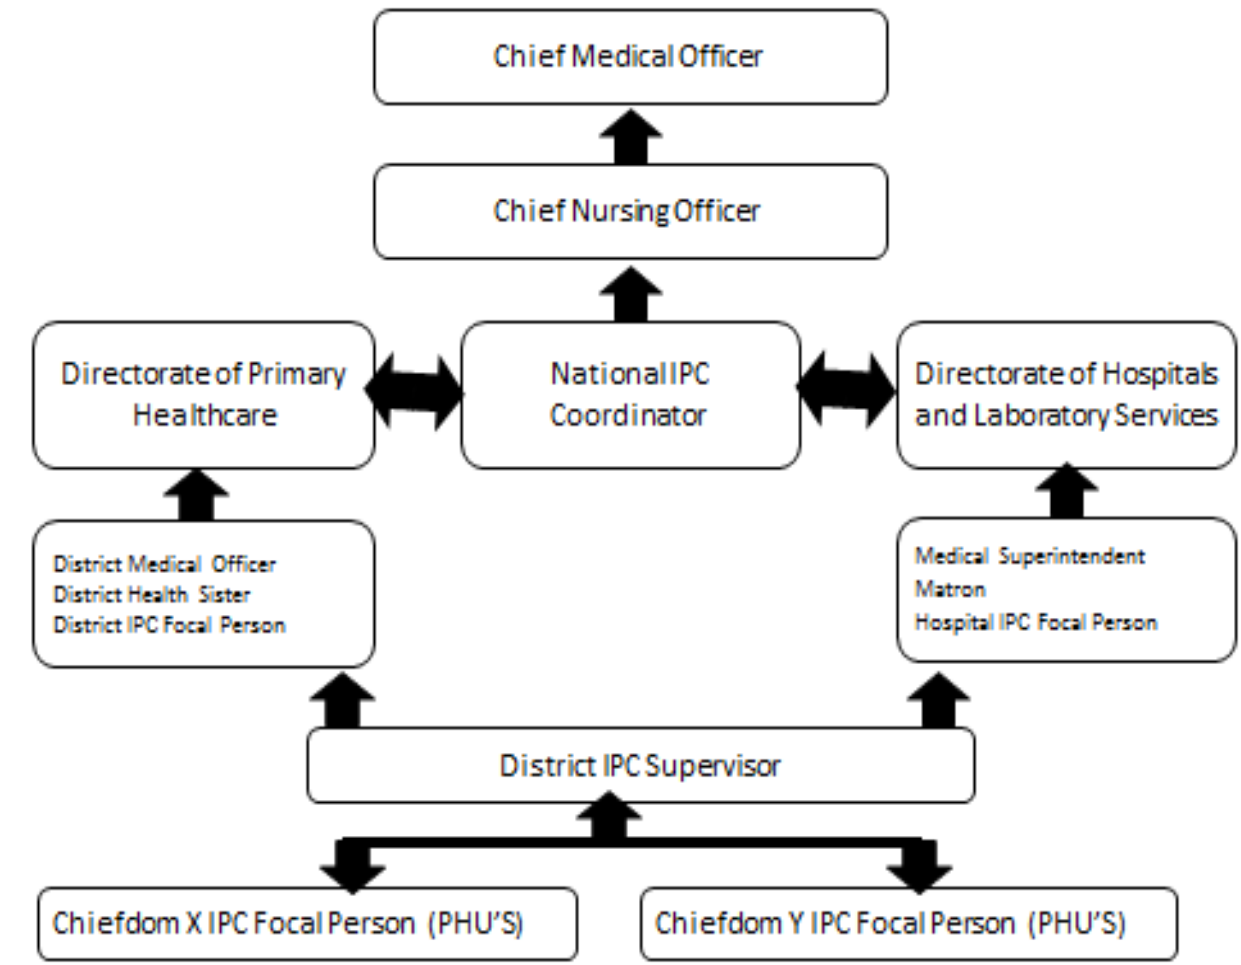 Chief Medical Officer
Chief Nursing Officer
Directorate of Primary
Healthcare
National IPC
Coordinator
Directorate of Hospitals
and Laboratory Services
District Medical Officer
District Health Sister
District IPC Focal Person
Medical Superintendent
Matron
Hospital IPC Focal Person
District IPC Supervisor
Chiefdom X IPC Focal Person (PHU'S)
Chiefdom Y IPC Focal Person (PHU'S)